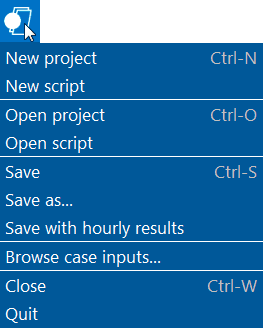 New project Ctrl-N
New script
Open project Ctrl-O
Open script
Save Ctrl-S
Save as...
Save with hourly results
Browse case inputs...
Close Ctrl-W
Quit